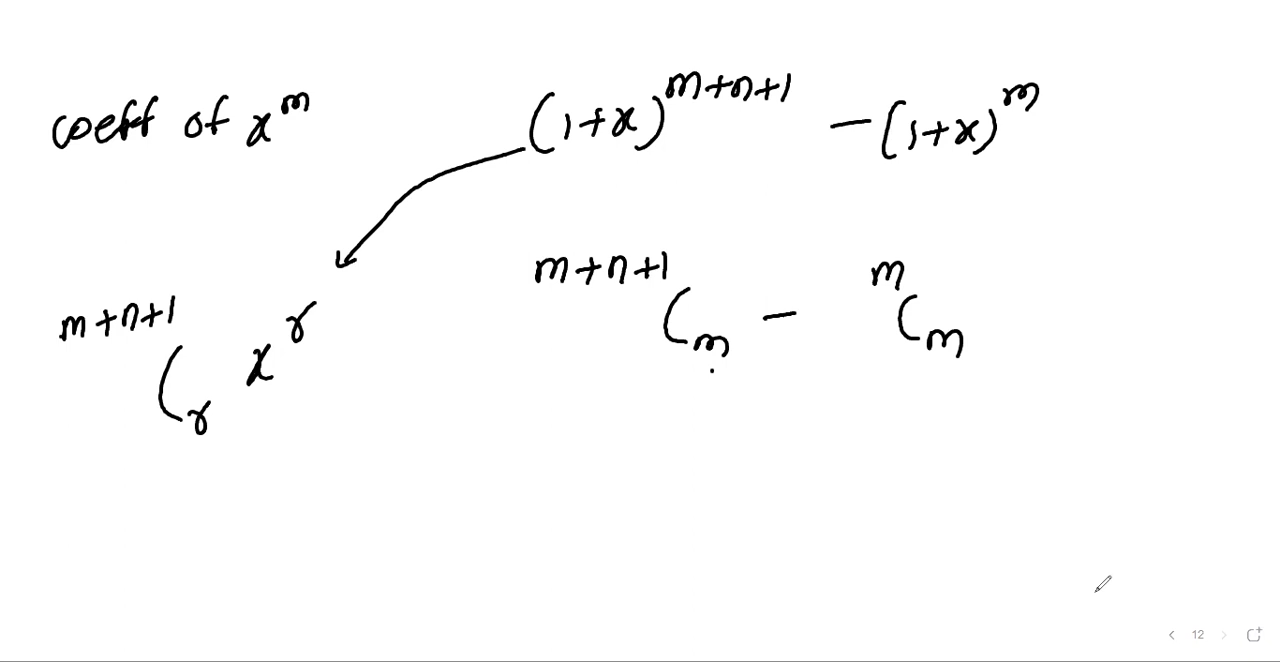 coeff of x^m (1+x)^{m+n+1} - (1+x)^m
^{m+n+1}C_r x^r ^{m+n+1}C_m - ^mC_m
12